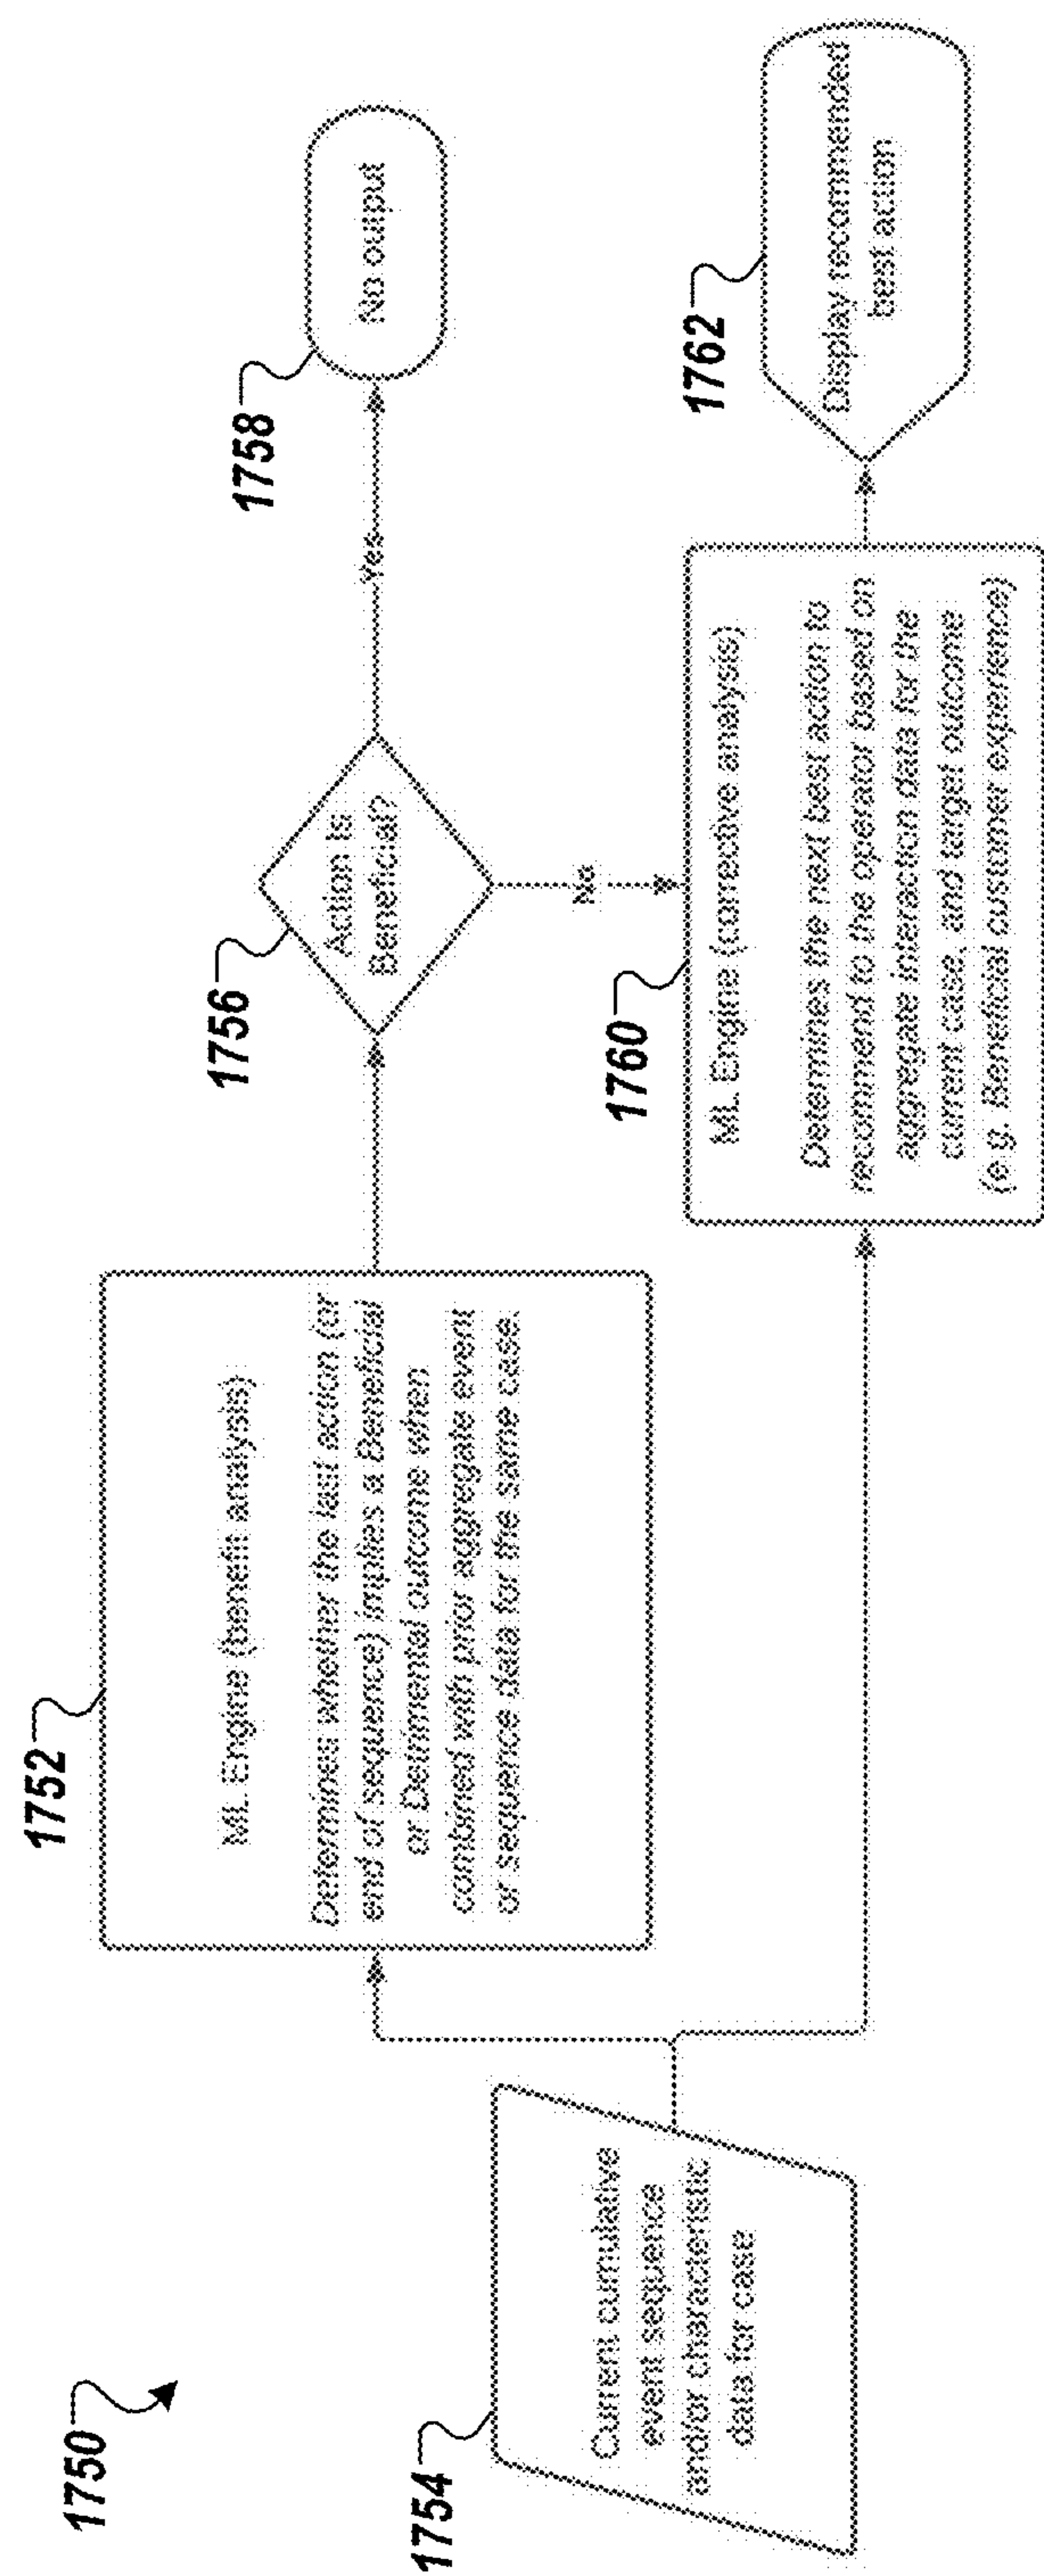 1750
1754
Current cumulative
event sequence
and/or characteristic
data for case
1752
ML Engine (benefit analysis)
Determines whether the last action (or
end of sequence) implies a Beneficial
or Detrimental outcome when
combined with prior aggregate event
or sequence data for the same case.
1756
Action is
Beneficial?
Yes
1758
No output
No
1760
ML Engine (corrective analysis)
Determines the next best action to
recommend to the operator based on
aggregate interaction data for the
current case, and target outcome
(e.g. Beneficial customer experience)
1762
Display recommended
best action